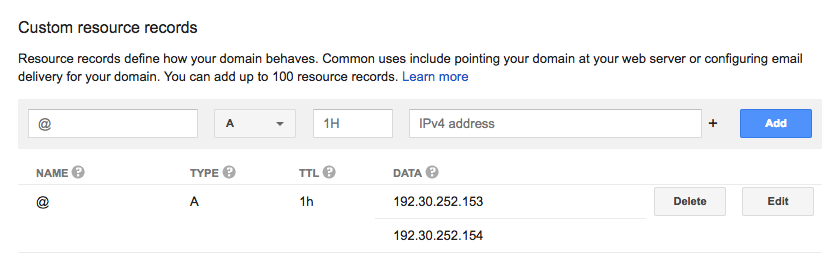 Custom resource records
Resource records define how your domain behaves. Common uses include pointing your domain at your web server or configuring email
delivery for your domain. You can add up to 100 resource records. Learn more
@ A 1H IPv4 address + Add
NAME ? TYPE ? TTL ? DATA ?
@ A 1h 192.30.252.153 Delete Edit
192.30.252.154